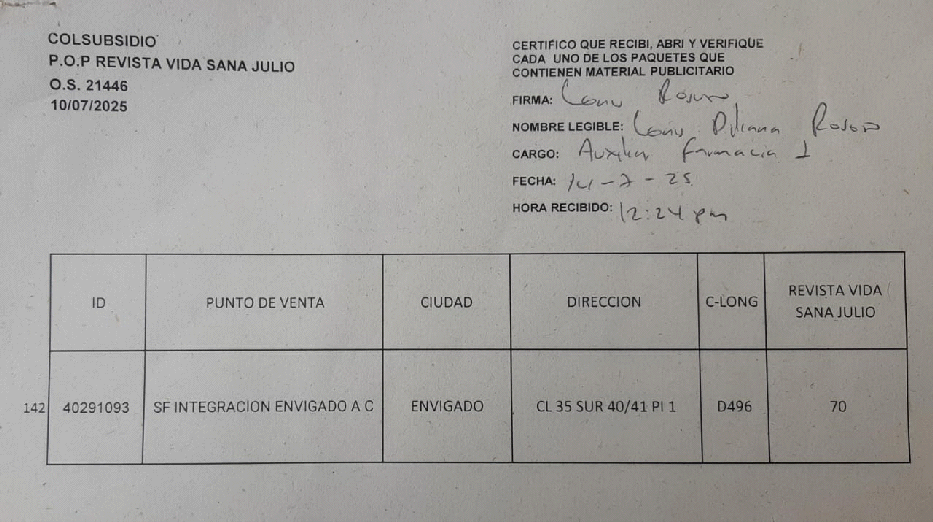 COLSUBSIDIO
P.O.P REVISTA VIDA SANA JULIO
O.S. 21446
10/07/2025
CERTIFICO QUE RECIBI, ABRI Y VERIFIQUE
CADA UNO DE LOS PAQUETES QUE
CONTIENEN MATERIAL PUBLICITARIO
FIRMA:
NOMBRE LEGIBLE:
CARGO: Auxiliar farmacia 1
FECHA: 14-7-25
HORA RECIBIDO: 12:24 pm
ID PUNTO DE VENTA CIUDAD DIRECCION C-LONG REVISTA VIDA SANA JULIO
142 40291093 SF INTEGRACION ENVIGADO A C ENVIGADO CL 35 SUR 40/41 PI 1 D496 70